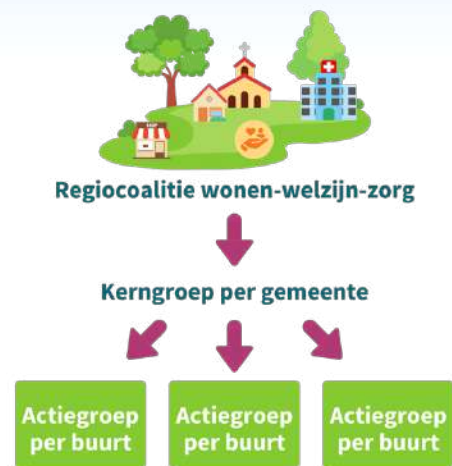 Regiocoalitie wonen-welzijn-zorg
Kerngroep per gemeente
Actiegroep
per buurt
Actiegroep
per buurt
Actiegroep
per buurt